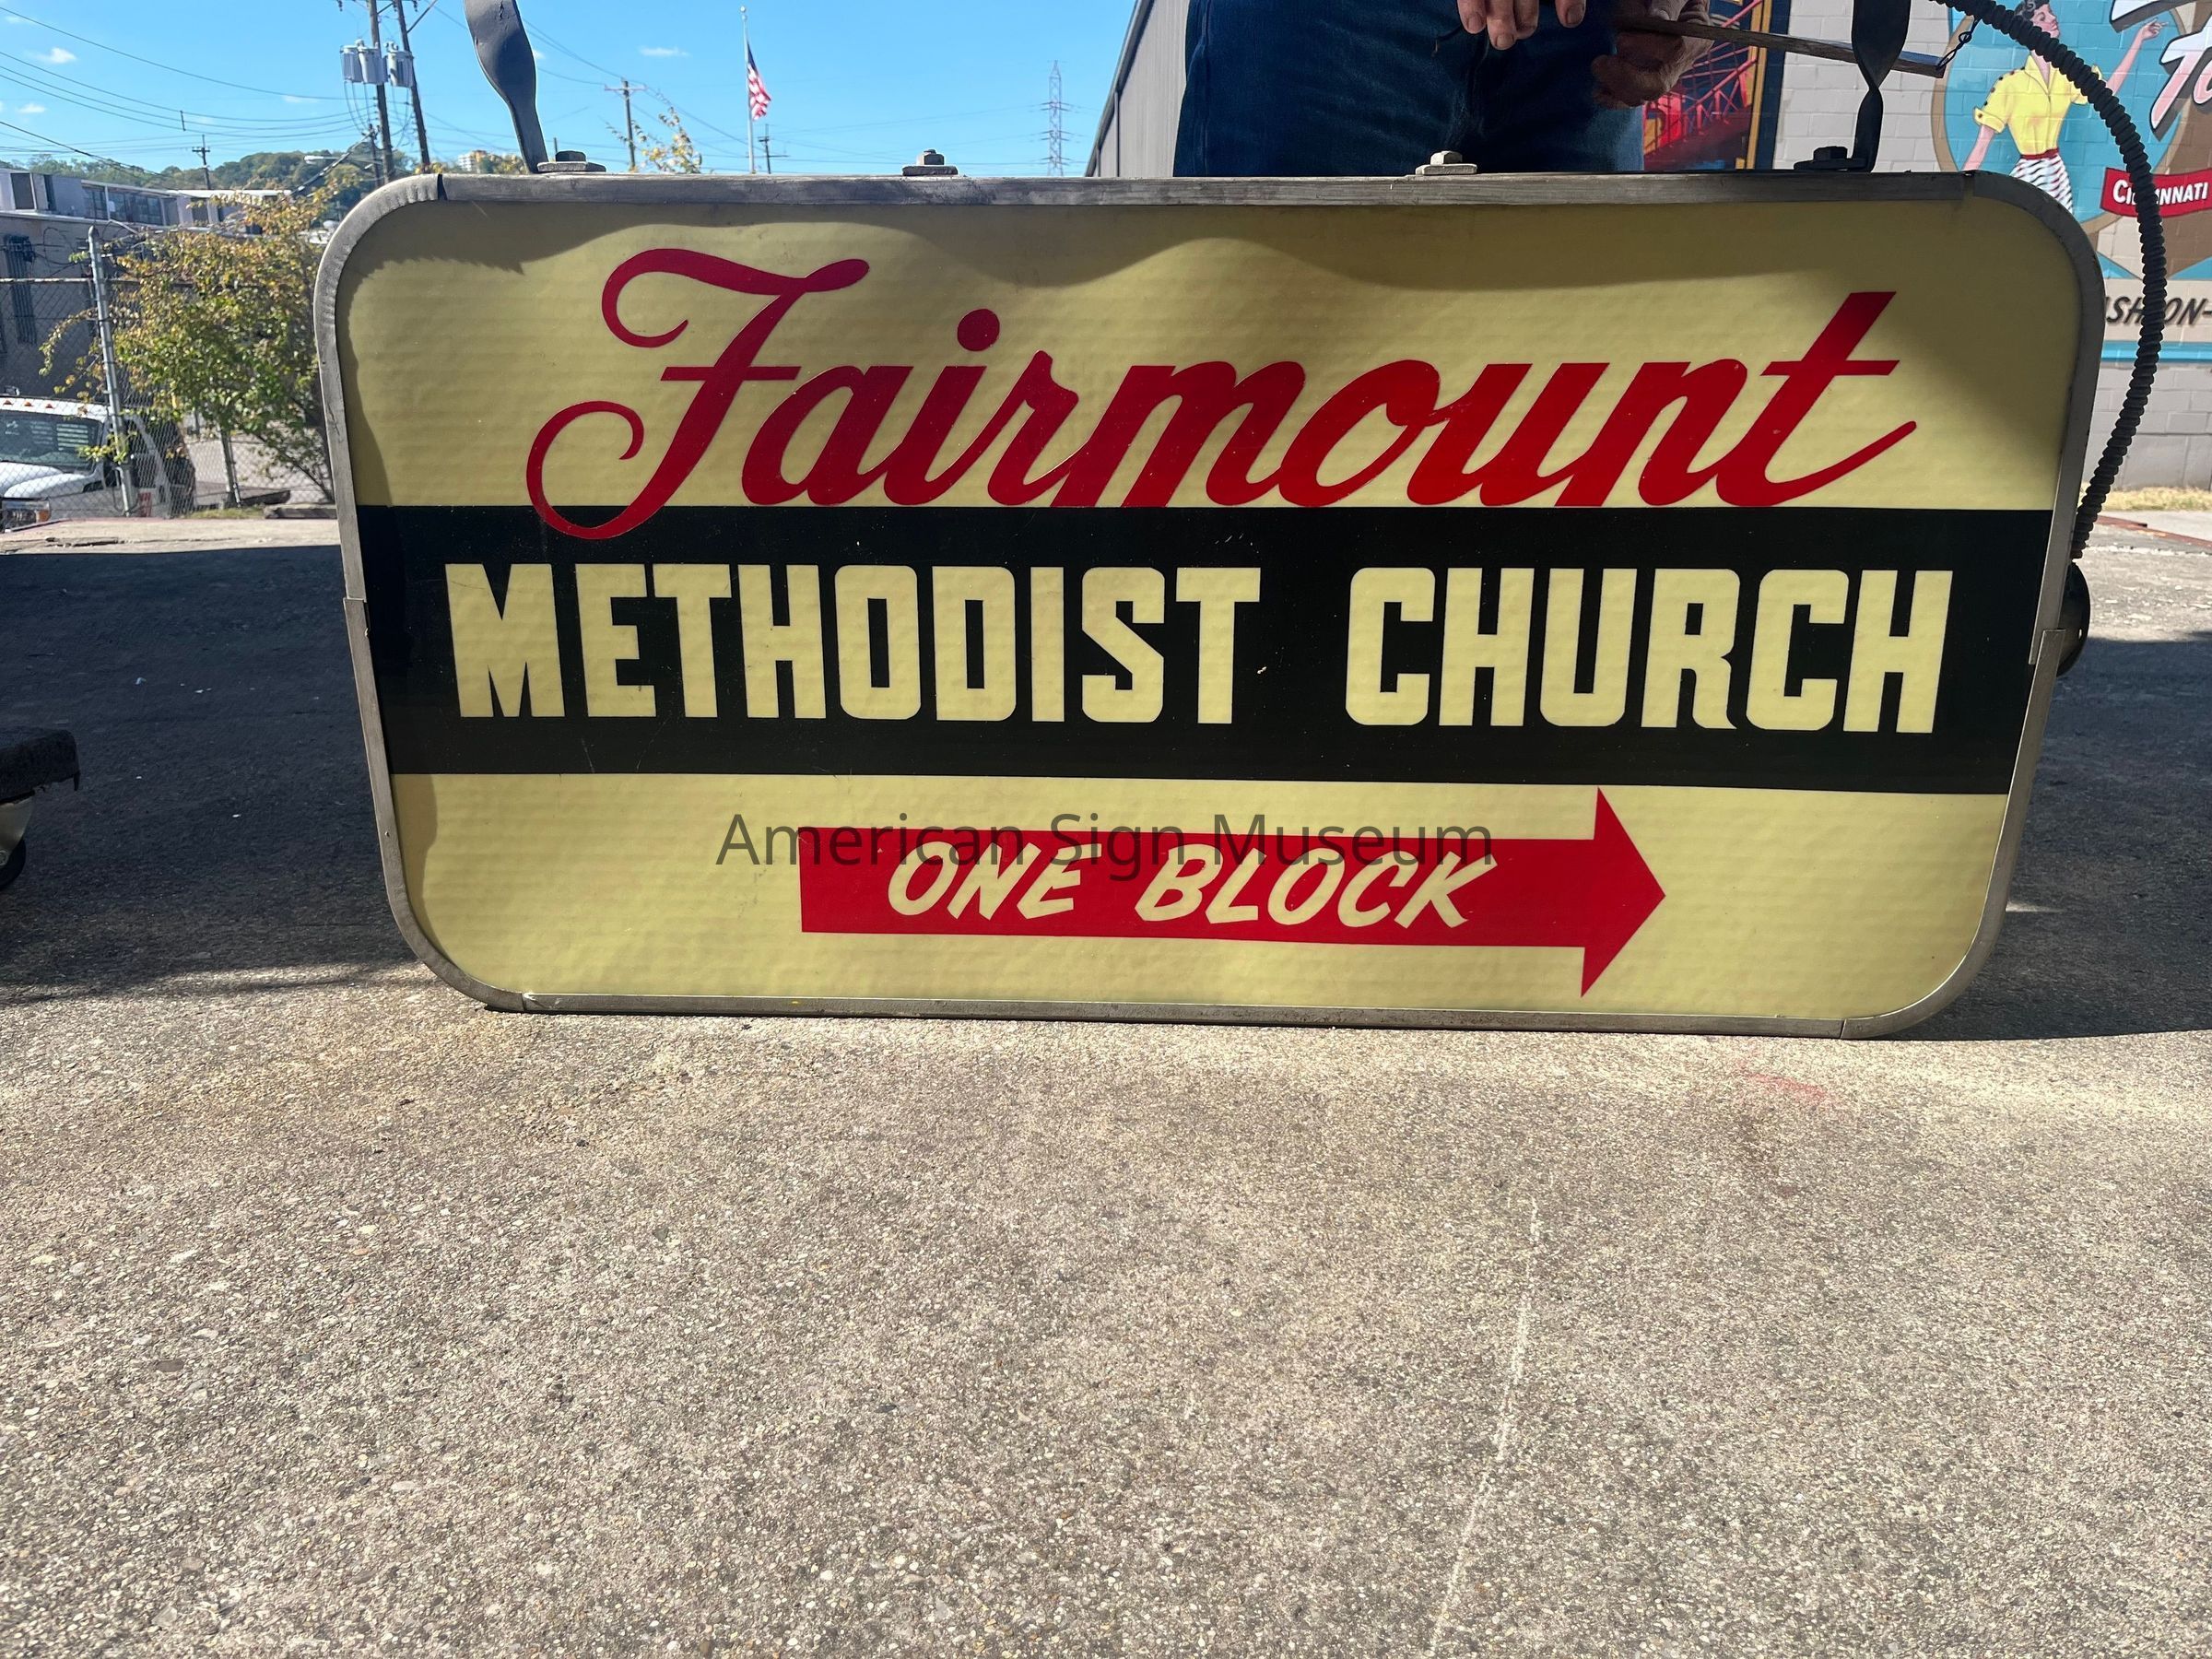 Fairmount
METHODIST CHURCH
American Sign Museum
ONE BLOCK
CINCINNATI